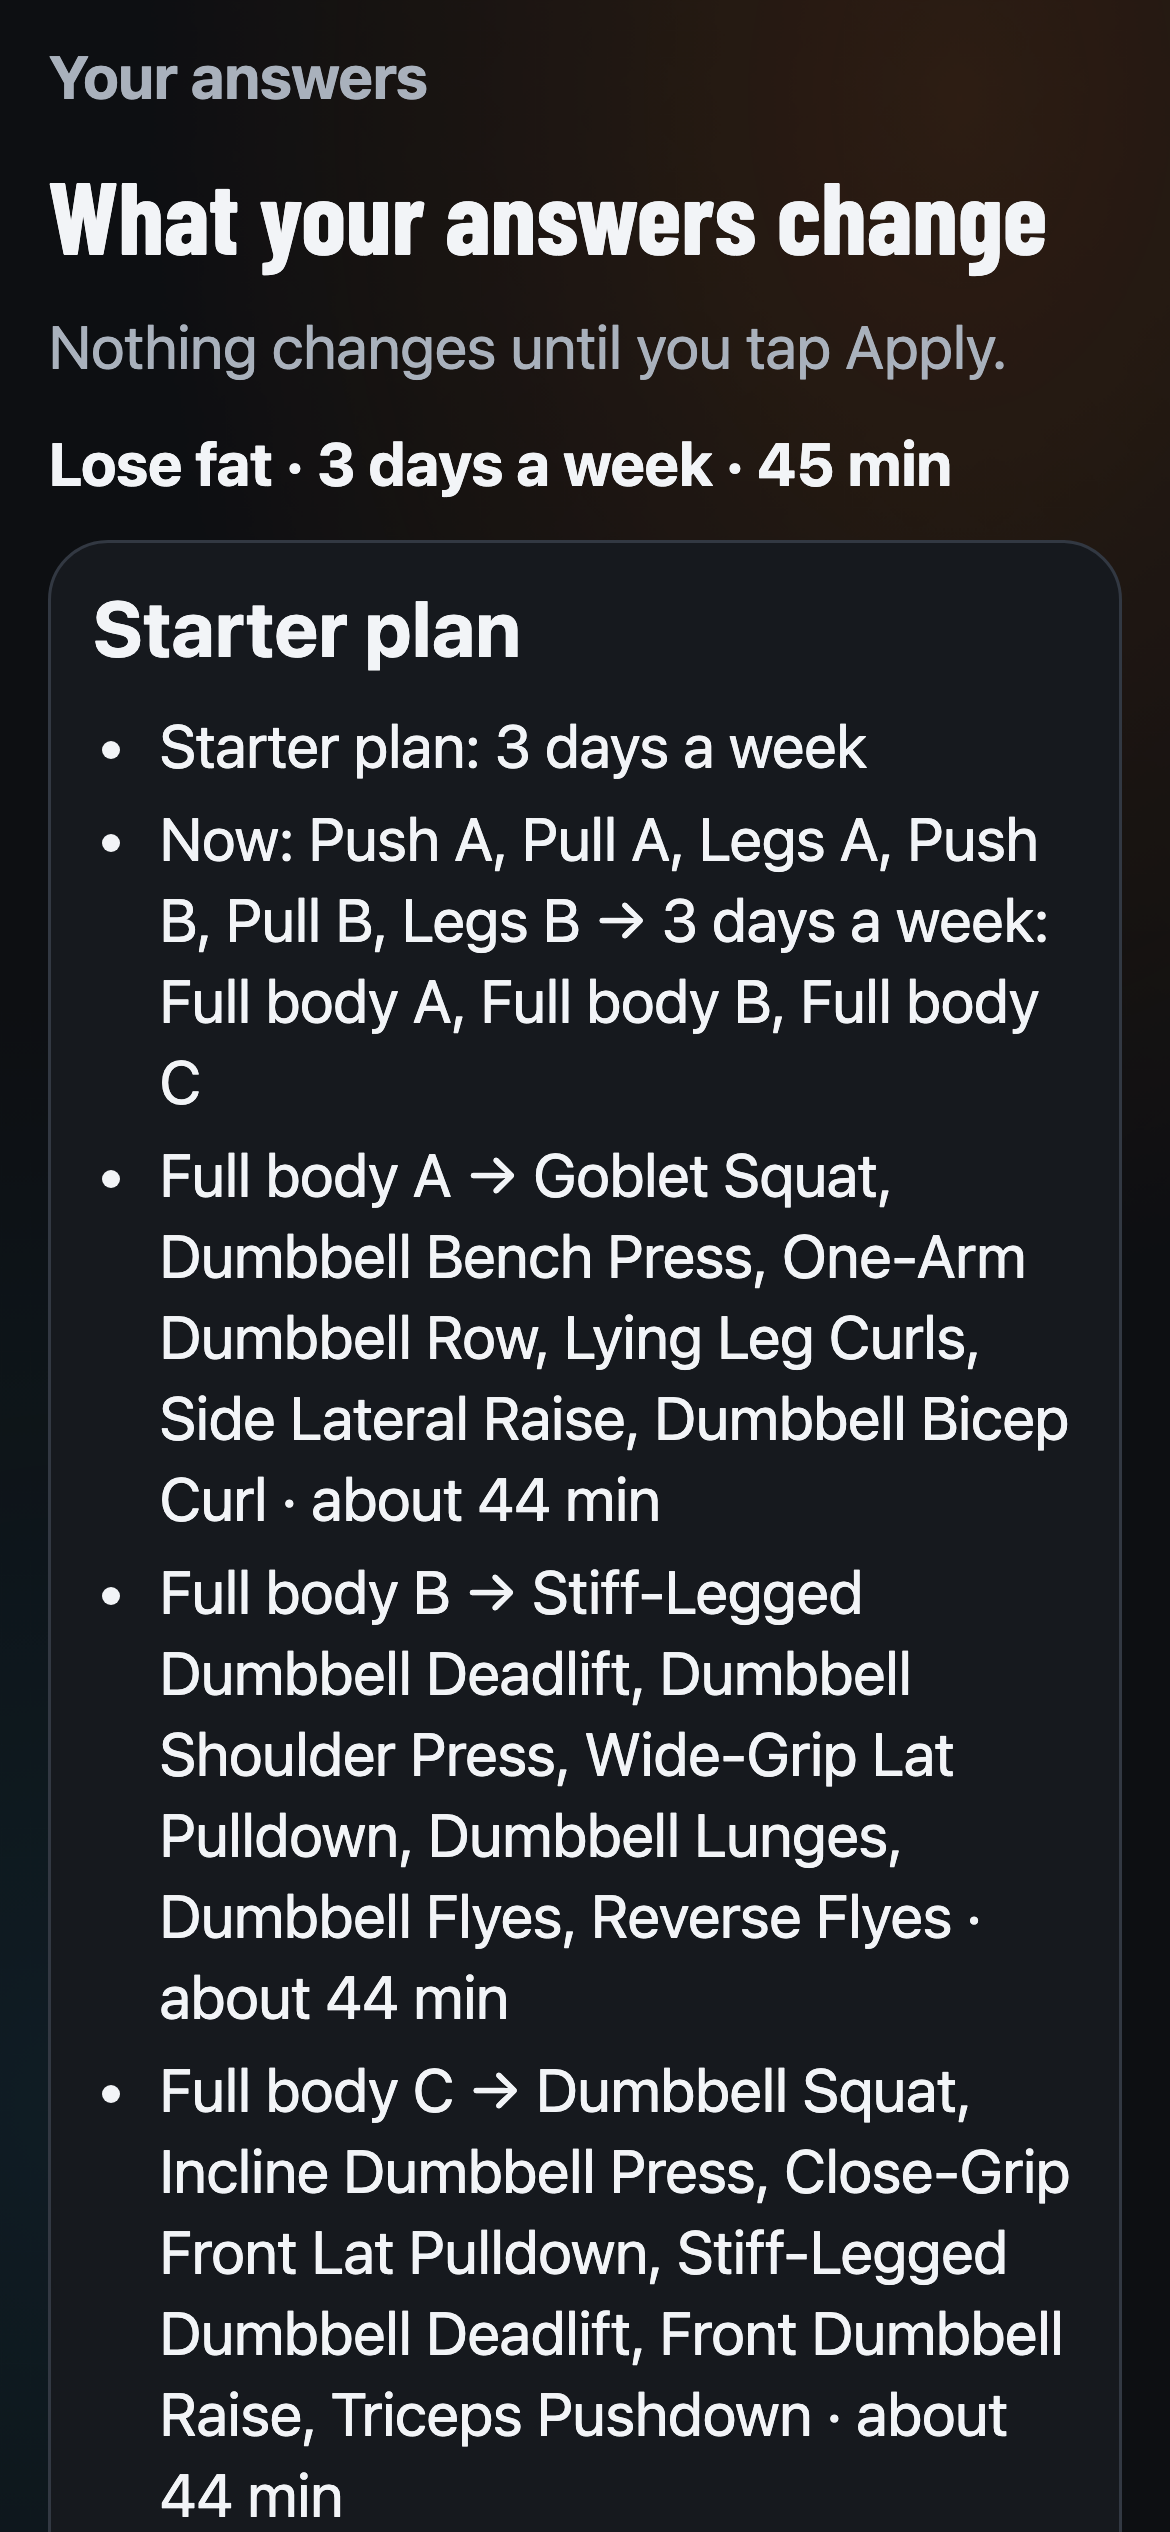 Your answers
What your answers change
Nothing changes until you tap Apply.
Lose fat · 3 days a week · 45 min
Starter plan
• Starter plan: 3 days a week
• Now: Push A, Pull A, Legs A, Push
B, Pull B, Legs B → 3 days a week:
Full body A, Full body B, Full body
C
• Full body A → Goblet Squat,
Dumbbell Bench Press, One-Arm
Dumbbell Row, Lying Leg Curls,
Side Lateral Raise, Dumbbell Bicep
Curl · about 44 min
• Full body B → Stiff-Legged
Dumbbell Deadlift, Dumbbell
Shoulder Press, Wide-Grip Lat
Pulldown, Dumbbell Lunges,
Dumbbell Flyes, Reverse Flyes ·
about 44 min
• Full body C → Dumbbell Squat,
Incline Dumbbell Press, Close-Grip
Front Lat Pulldown, Stiff-Legged
Dumbbell Deadlift, Front Dumbbell
Raise, Triceps Pushdown · about
44 min